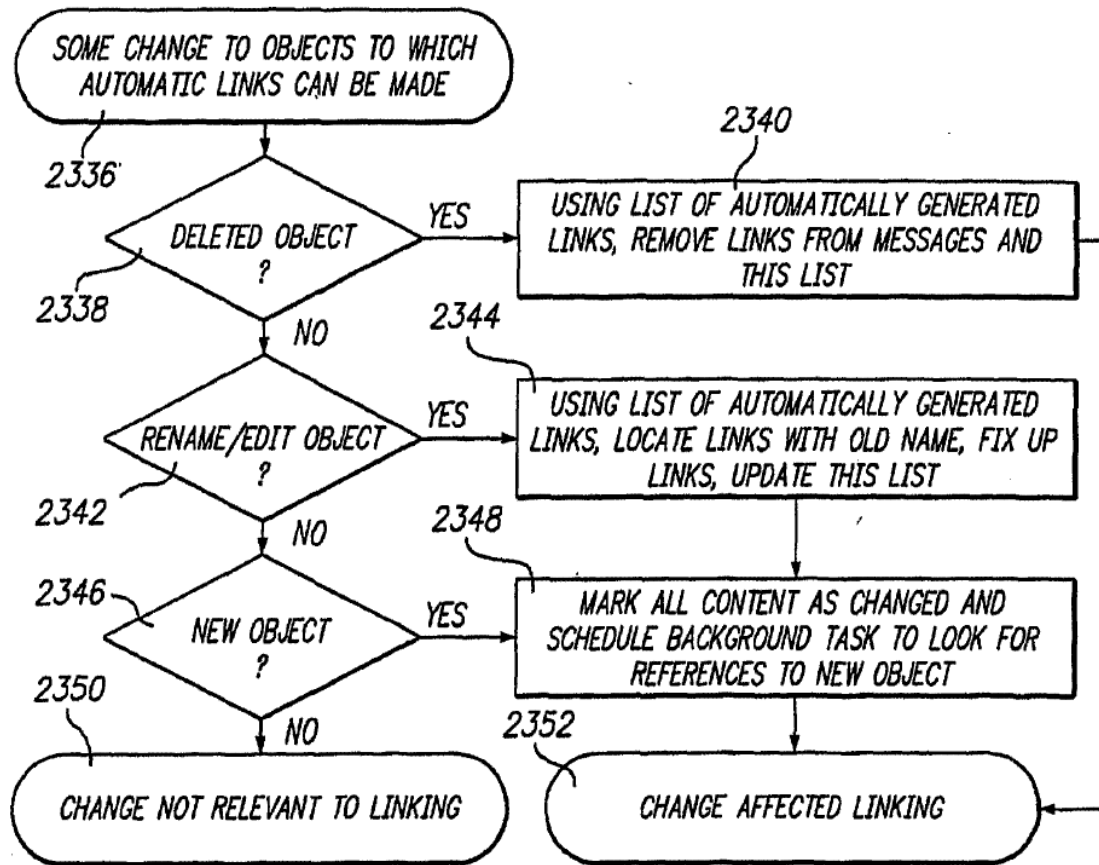 SOME CHANGE TO OBJECTS TO WHICH
AUTOMATIC LINKS CAN BE MADE
2336
DELETED OBJECT
?
2338
YES
2340
USING LIST OF AUTOMATICALLY GENERATED
LINKS, REMOVE LINKS FROM MESSAGES AND
THIS LIST
NO
RENAME/EDIT OBJECT
?
2342
YES
2344
USING LIST OF AUTOMATICALLY GENERATED
LINKS, LOCATE LINKS WITH OLD NAME, FIX UP
LINKS, UPDATE THIS LIST
NO
2346
NEW OBJECT
?
YES
2348
MARK ALL CONTENT AS CHANGED AND
SCHEDULE BACKGROUND TASK TO LOOK FOR
REFERENCES TO NEW OBJECT
NO
2350
CHANGE NOT RELEVANT TO LINKING
2352
CHANGE AFFECTED LINKING